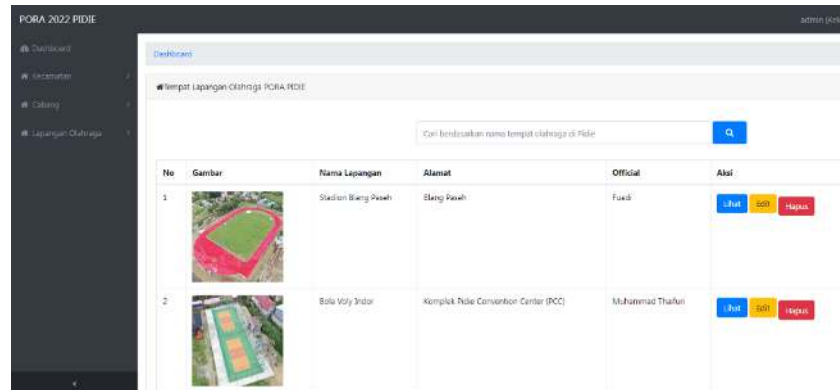 PORA 2022 PIDIE
admin (Kel
Dashboard
Kecamatan
Cabang
Lapangan Olahraga
Dashboard
Tempat Lapangan Olahraga PORA PIDIE
Cari berdasarkan nama tempat olahraga di Pidie
No Gambar Nama Lapangan Alamat Official Aksi
1 Stadion Blang Paseh Blang Paseh Fuadi Lihat Edit Hapus
2 Bola Voly Indor Komplek Pidie Convention Center (PCC) Muhammad Lihat Edit Hapus